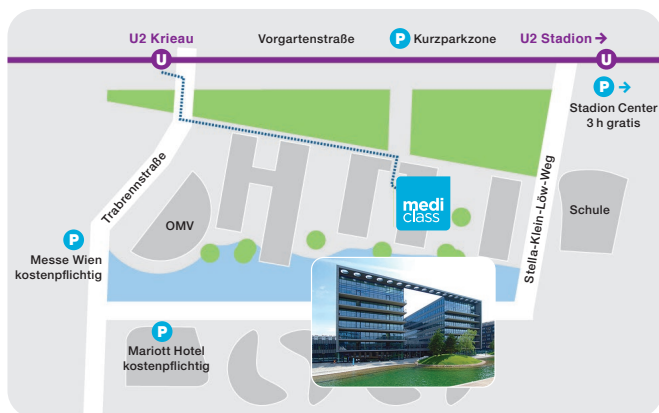 U2 Krieau
Vorgartenstraße
P Kurzparkzone
U2 Stadion →
U
U
P →
Stadion Center
3 h gratis
Trabrennstraße
Stella-Klein-Löw-Weg
medi
class
Schule
OMV
P
Messe Wien
kostenpflichtig
P
Mariott Hotel
kostenpflichtig